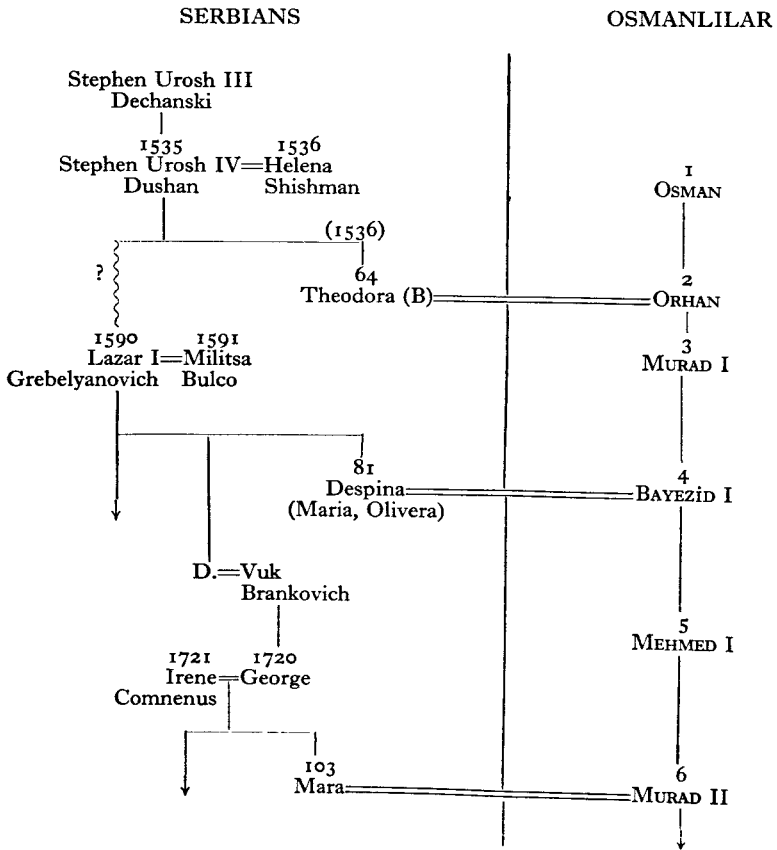 SERBIANS
OSMANLILAR
Stephen Urosh III
Dechanski
1535 1536
Stephen Urosh IV=Helena
Dushan Shishman
1
OSMAN
(1536)
?
64
Theodora (B)
2
ORHAN
1590 1591
Lazar I=Militsa
Grebelyanovich Bulco
3
MURAD I
81
Despina
(Maria, Olivera)
4
BAYEZİD I
D.=Vuk
Brankovich
5
MEHMED I
1721 1720
Irene=George
Comnenus
103
Mara
6
MURAD II